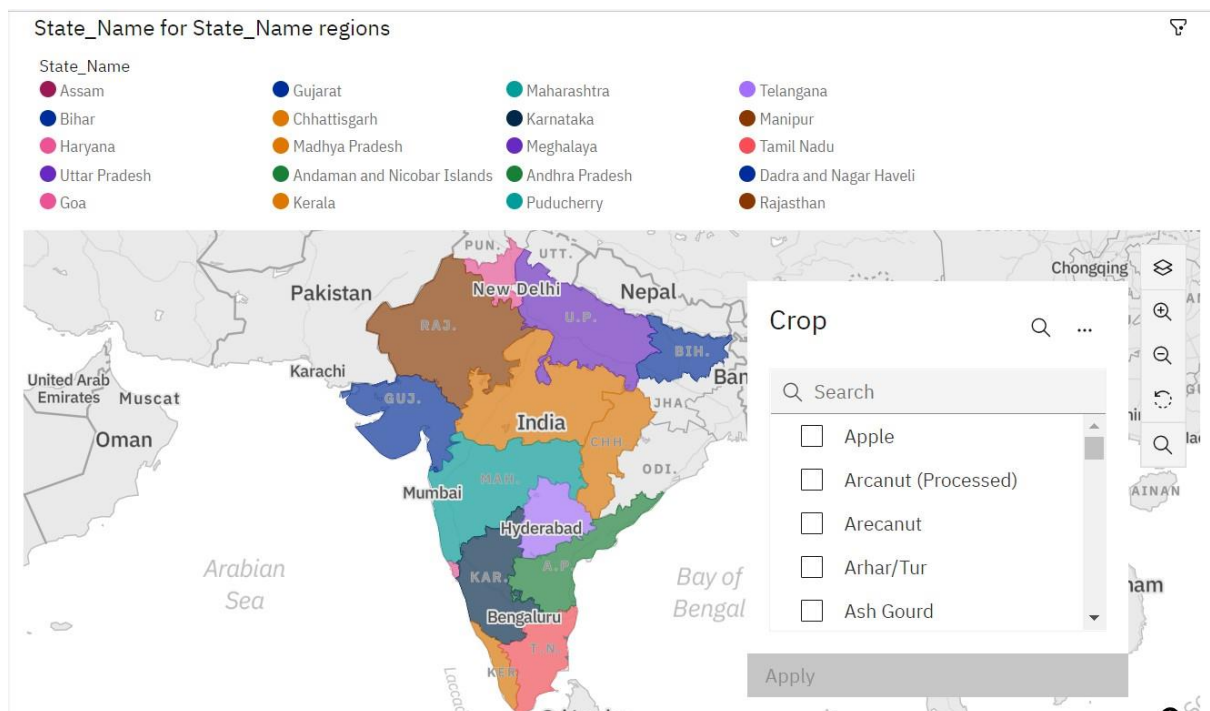 State_Name for State_Name regions
State_Name
Assam
Gujarat
Maharashtra
Telangana
Bihar
Chhattisgarh
Karnataka
Manipur
Haryana
Madhya Pradesh
Meghalaya
Tamil Nadu
Uttar Pradesh
Andaman and Nicobar Islands
Andhra Pradesh
Dadra and Nagar Haveli
Goa
Kerala
Puducherry
Rajasthan
PUN.
UTT.
Chongqing
Pakistan
New Delhi
Nepal
RAJ.
U.P.
BIH.
Karachi
United Arab
Emirates
Muscat
GUJ.
JHA
Ban
Oman
India
CHH.
ODI.
MAH.
Mumbai
Hyderabad
AINAN
Arabian
Sea
KAR.
A.P.
Bay of
Bengal
Bengaluru
T.N.
KER.
Laccad
Crop
...
Search
Apple
Arcanut (Processed)
Arecanut
Arhar/Tur
Ash Gourd
Apply